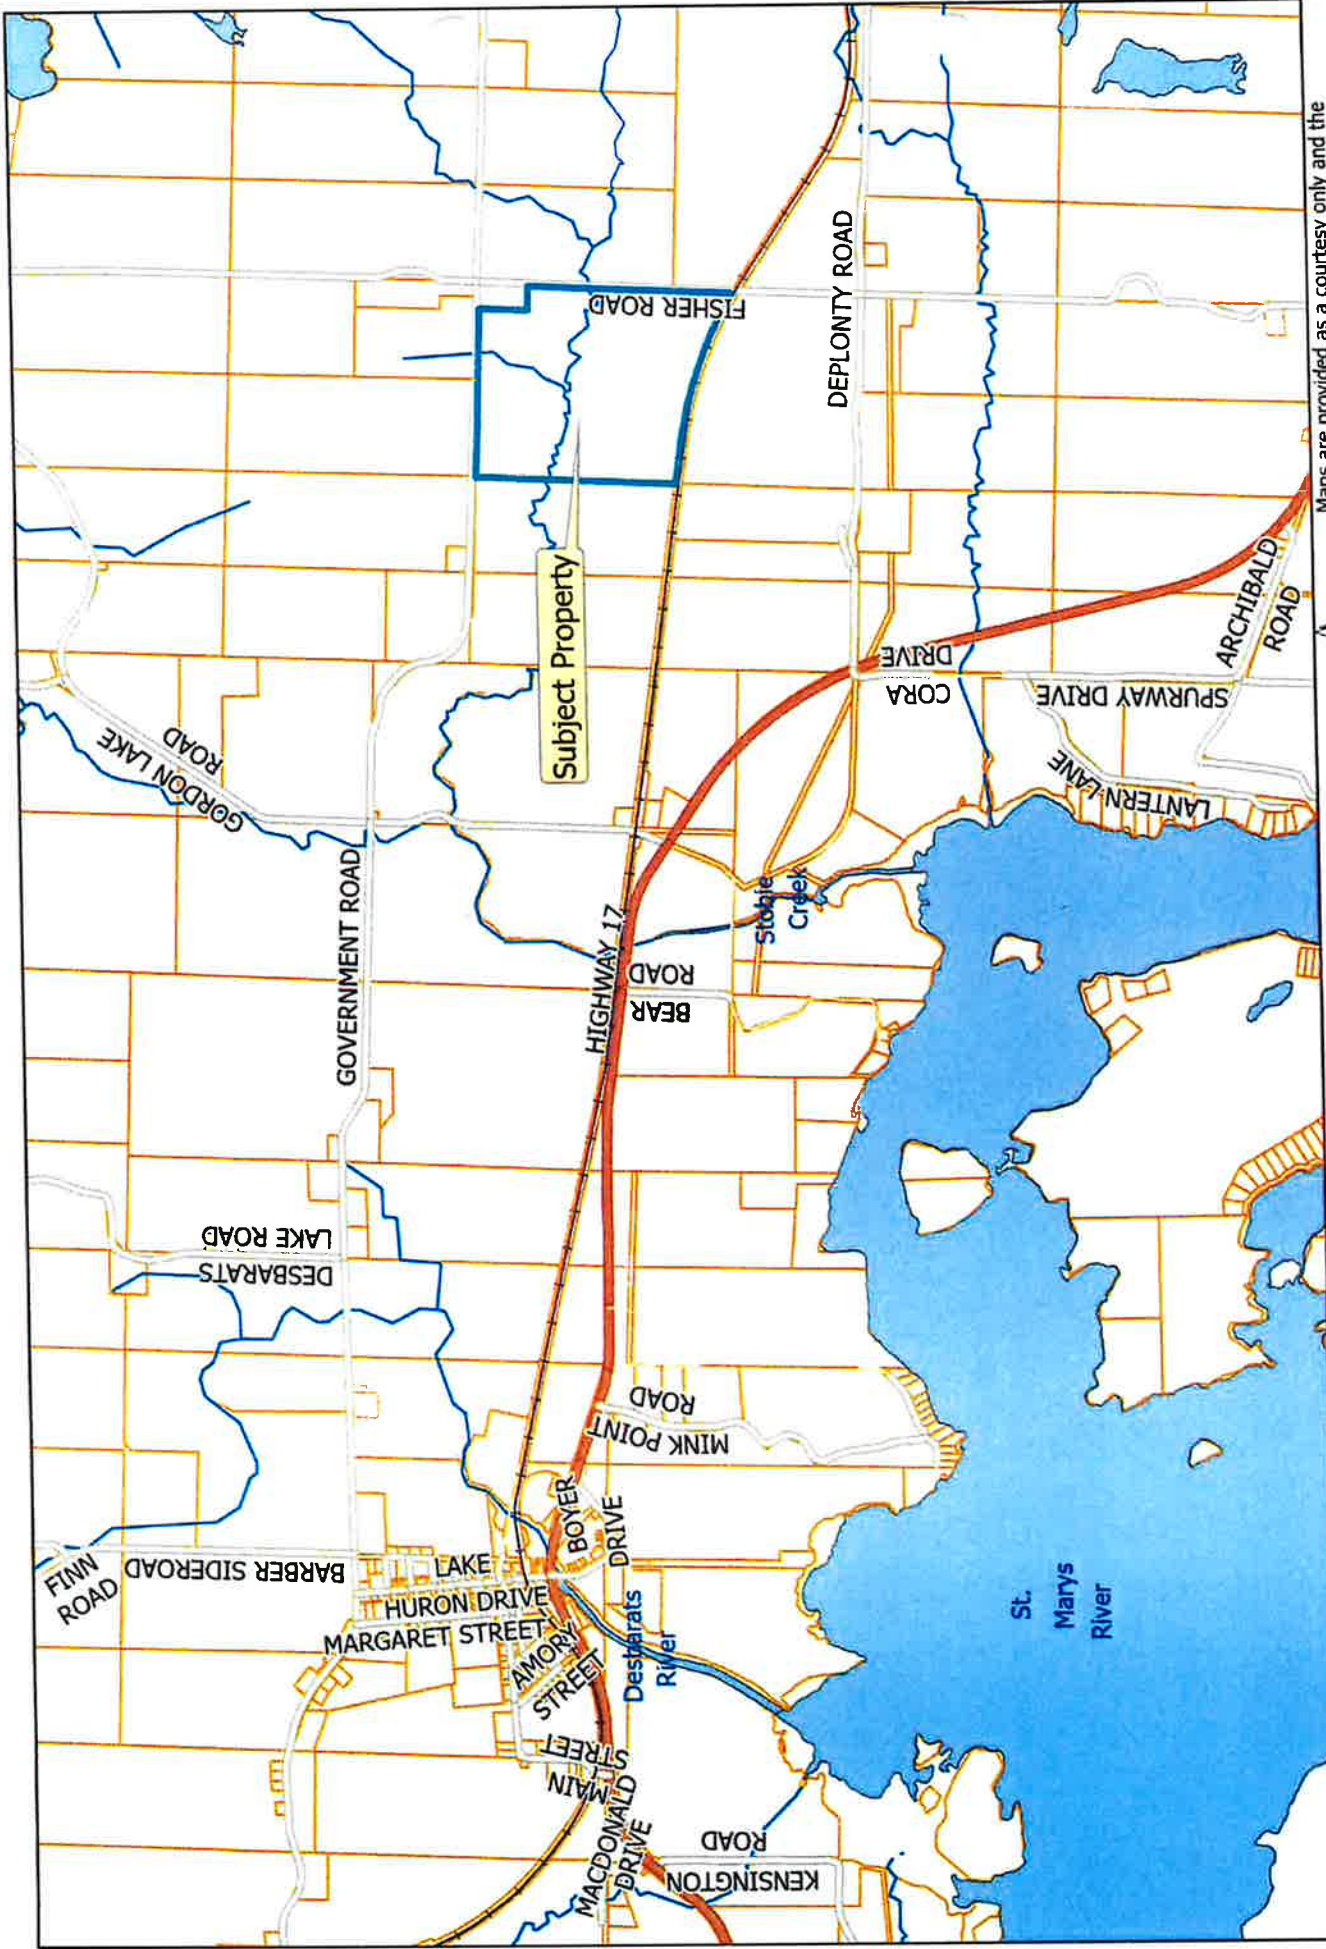 FINN
ROAD
BARBER SIDEROAD
LAKE
HURON DRIVE
MARGARET STREET
AMORY
STREET
MAIN
STREET
MACDONALD
DRIVE
KENSINGTON
ROAD
Desbarats
River
BOYER
DRIVE
MINK POINT
ROAD
DESBARATS
LAKE ROAD
GOVERNMENT ROAD
GORDON LAKE
ROAD
HIGHWAY 17
BEAR
ROAD
Stobie
Creek
Subject Property
FISHER ROAD
DEPLONTY ROAD
CORA
DRIVE
SPURWAY DRIVE
LANTERN LANE
ARCHIBALD
ROAD
St.
Marys
River
Maps are provided as a courtesy only and the